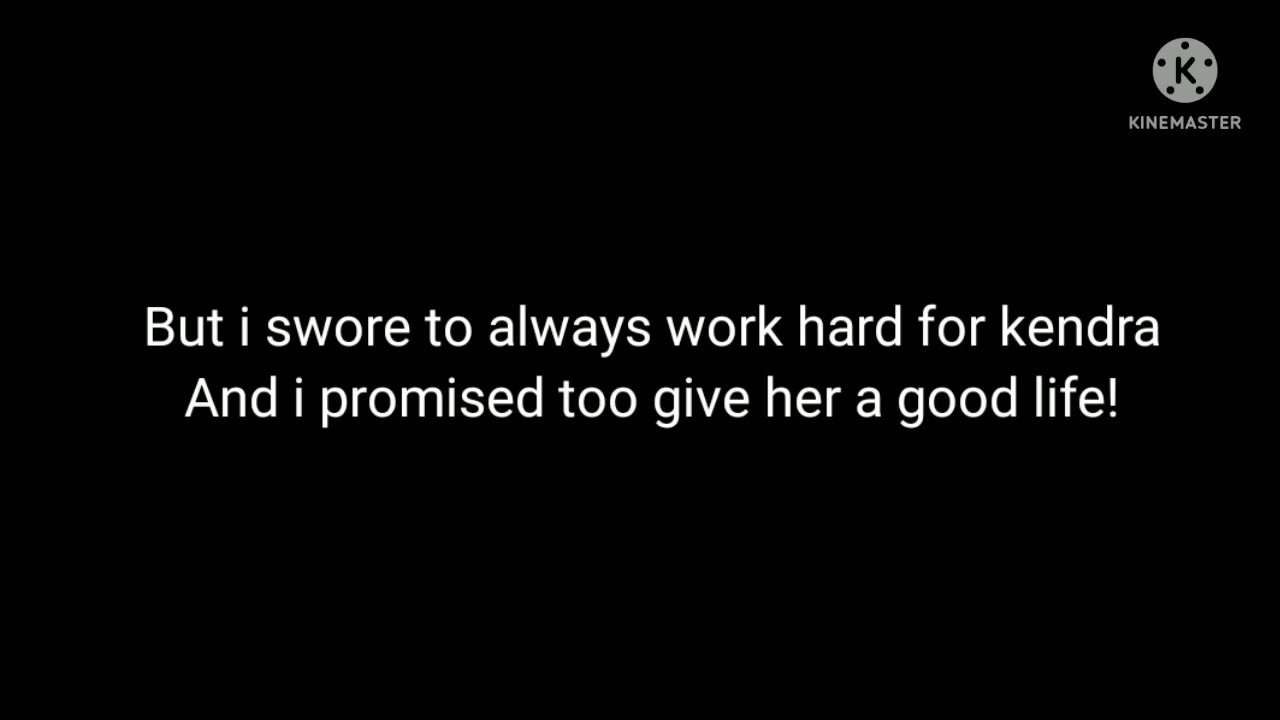 KINEMASTER
But i swore to always work hard for kendra
And i promised too give her a good life!